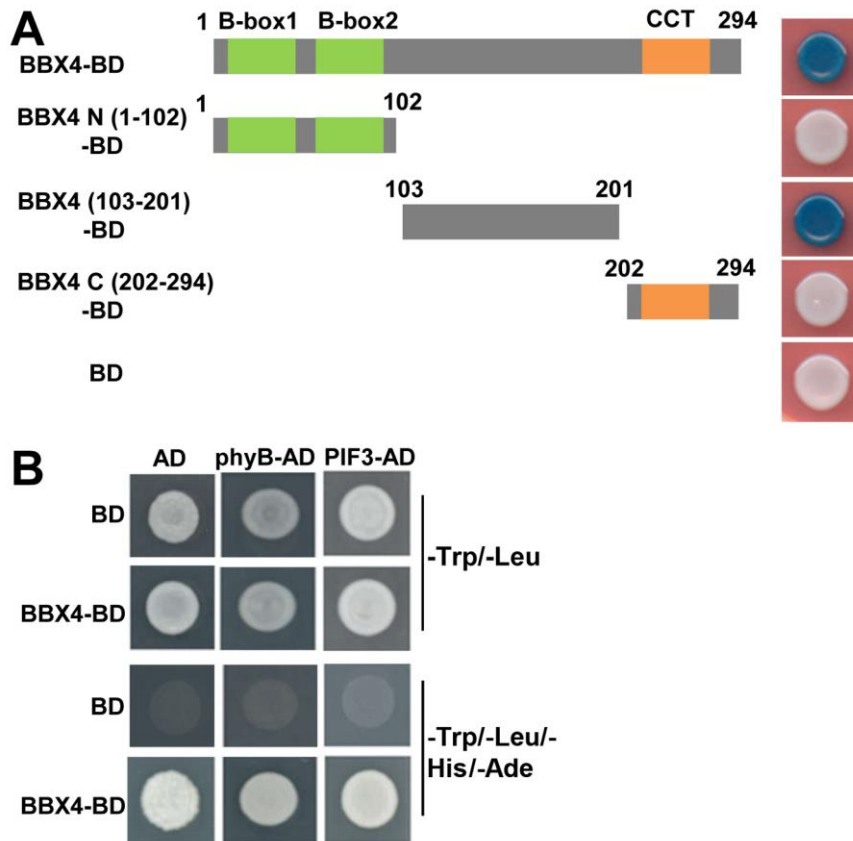 A
1 B-box1 B-box2 CCT 294
BBX4-BD
1 102
BBX4 N (1-102)
-BD
103 201
BBX4 (103-201)
-BD
202 294
BBX4 C (202-294)
-BD
BD
B
AD phyB-AD PIF3-AD
BD
-Trp/-Leu
BBX4-BD
BD
-Trp/-Leu/-
His/-Ade
BBX4-BD